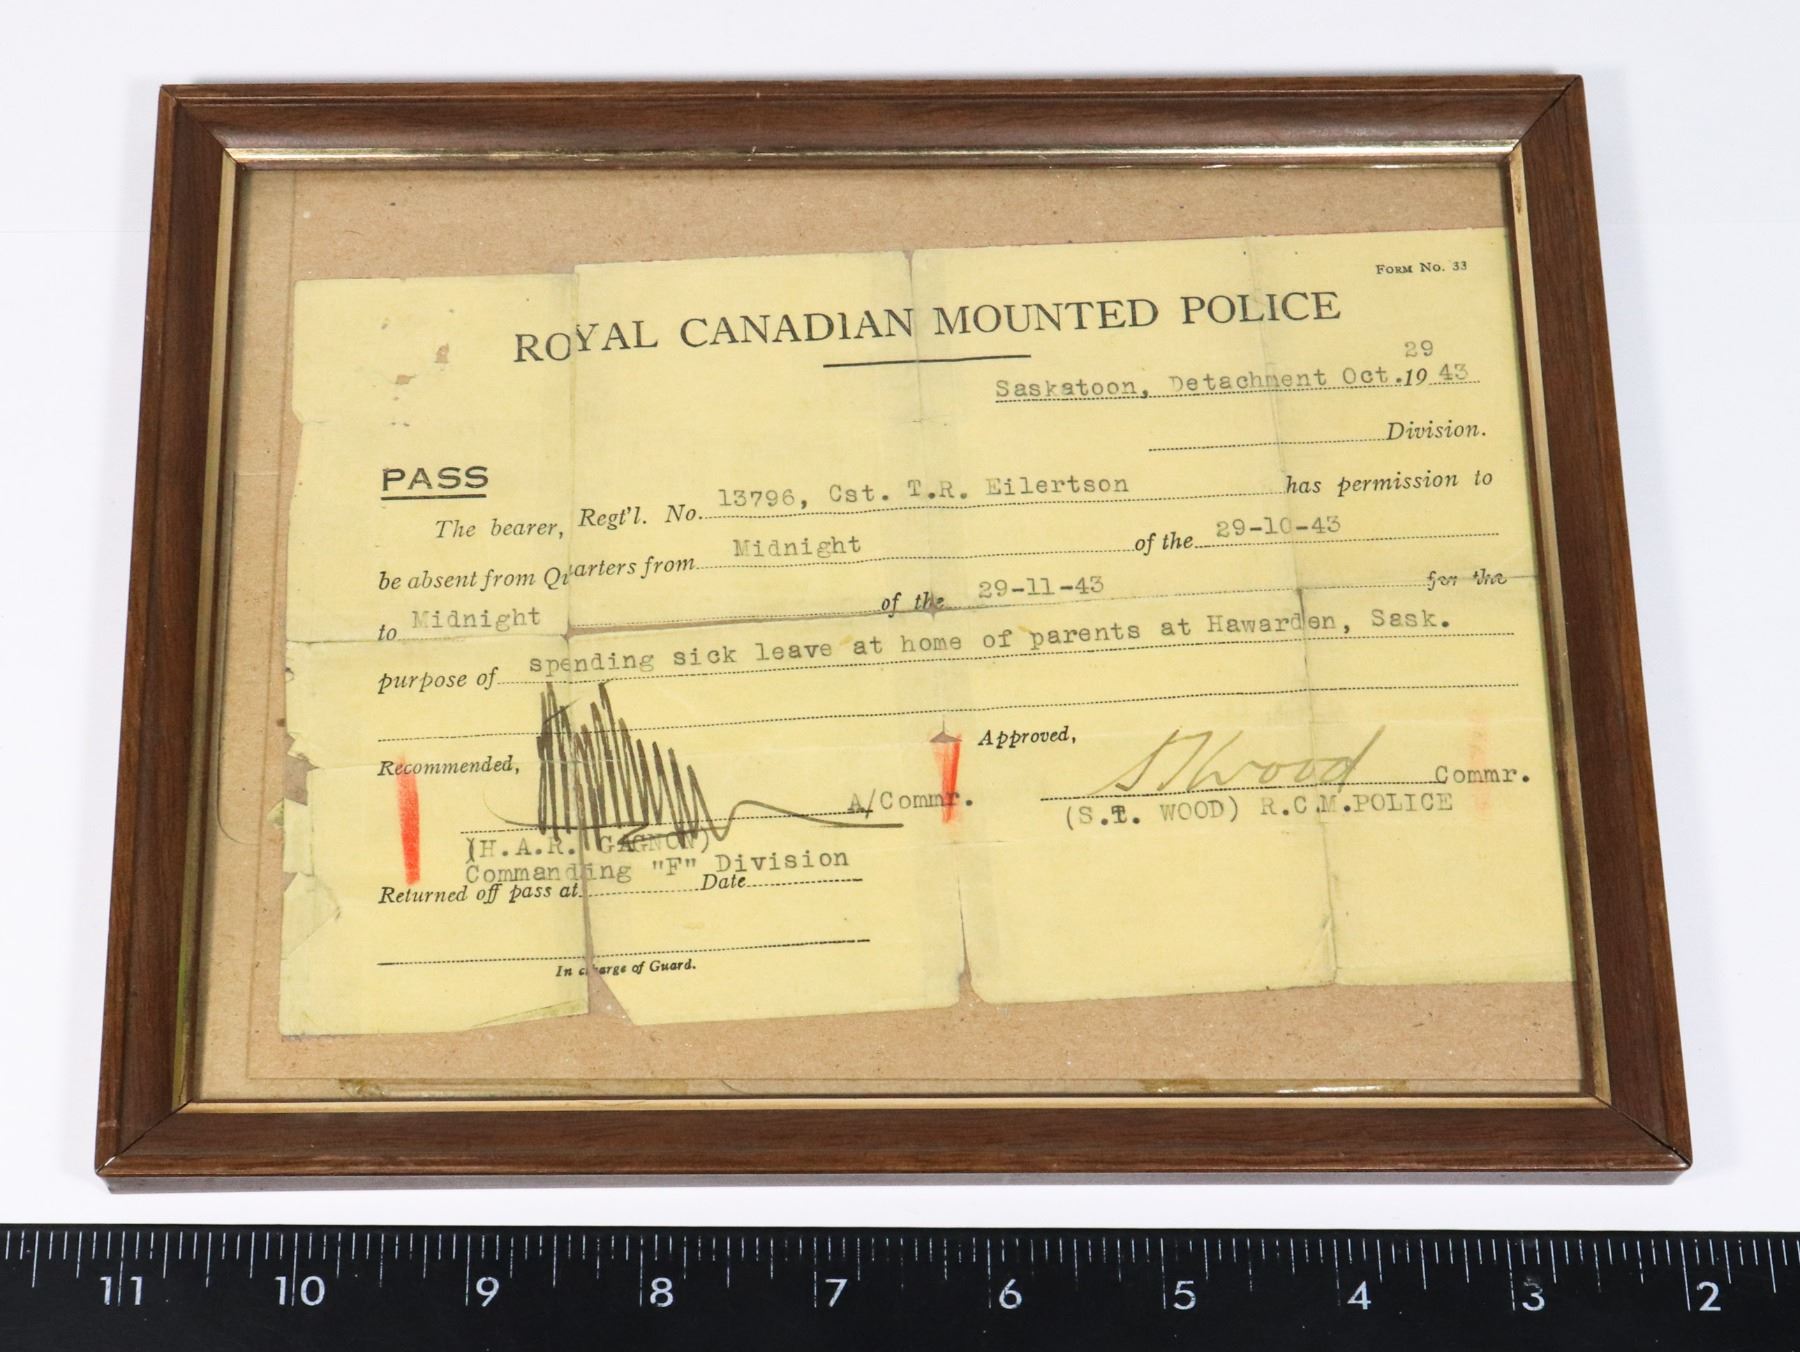 FORM No. 33
ROYAL CANADIAN MOUNTED POLICE
29
Saskatoon, Detachment Oct. 19 43
Division.
PASS
The bearer, Regt'l. No. 13796, Cst. T.R. Eilertson has permission to
be absent from Quarters from Midnight of the 29-10-43
to Midnight of the 29-11-43 for the
purpose of spending sick leave at home of parents at Hawarden, Sask.
Recommended,
Approved,
A/Commr.
S T Wood Commr.
(H.A.R. GAGNON)
(S.T. WOOD) R.C.M.POLICE
Commanding "F" Division
Returned off pass at Date
In charge of Guard.
11 10 9 8 7 6 5 4 3 2